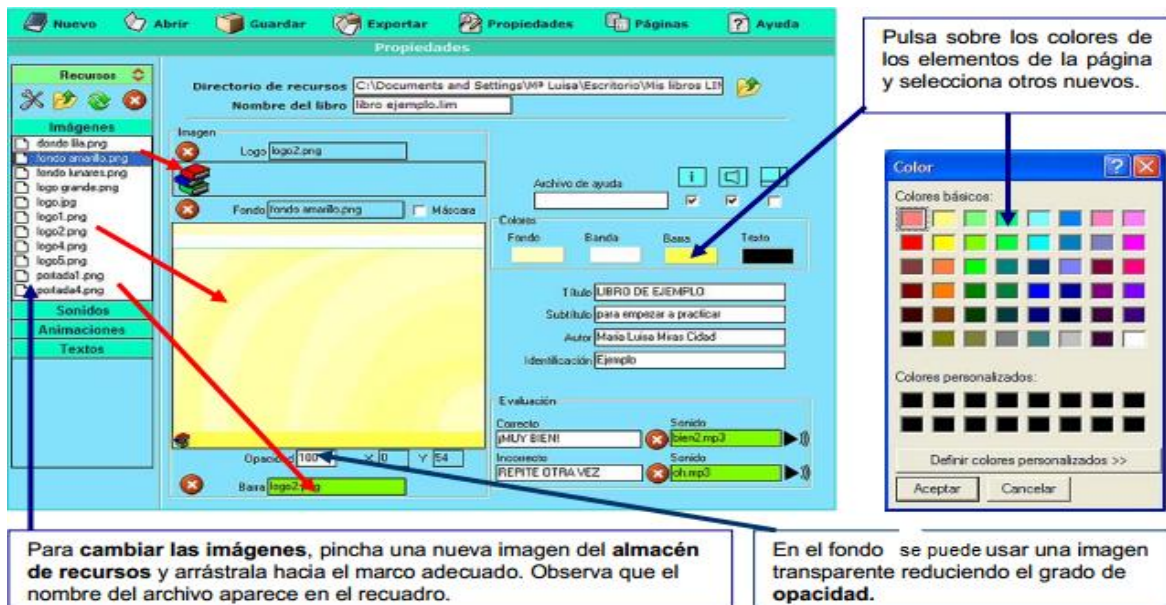 Nuevo Abrir Guardar Exportar Propiedades Páginas Ayuda
Propiedades
Pulsa sobre los colores de
los elementos de la página
y selecciona otros nuevos.
Recursos
Directorio de recursos C:\Documents and Settings\Mª Luisa\Escritorio\Mis libros LIM
Nombre del libro libro ejemplo.lim
Imágenes
dondo lila.png
fondo amarillo.png
fondo lunares.png
logo grande.png
logo.jpg
logo1.png
logo2.png
logo4.png
logo5.png
portada1.png
portada4.png
Sonidos
Animaciones
Textos
Imagen
Logo logo2.png
Fondo fondo amarillo.png Máscara
Opacidad 100 X 0 Y 54
Barra logo2.png
Archivo de ayuda
Colores
Fondo Banda Barra Texto
Título LIBRO DE EJEMPLO
Subtítulo para empezar a practicar
Autor María Luisa Miras Cidad
Identificación Ejemplo
Evaluación
Correcto Sonido
¡MUY BIEN! bien2.mp3
Incorrecto Sonido
REPITE OTRA VEZ oh.mp3
Color
Colores básicos:
Colores personalizados:
Definir colores personalizados >>
Aceptar Cancelar
Para cambiar las imágenes, pincha una nueva imagen del almacén
de recursos y arrástrala hacia el marco adecuado. Observa que el
nombre del archivo aparece en el recuadro.
En el fondo se puede usar una imagen
transparente reduciendo el grado de
opacidad.